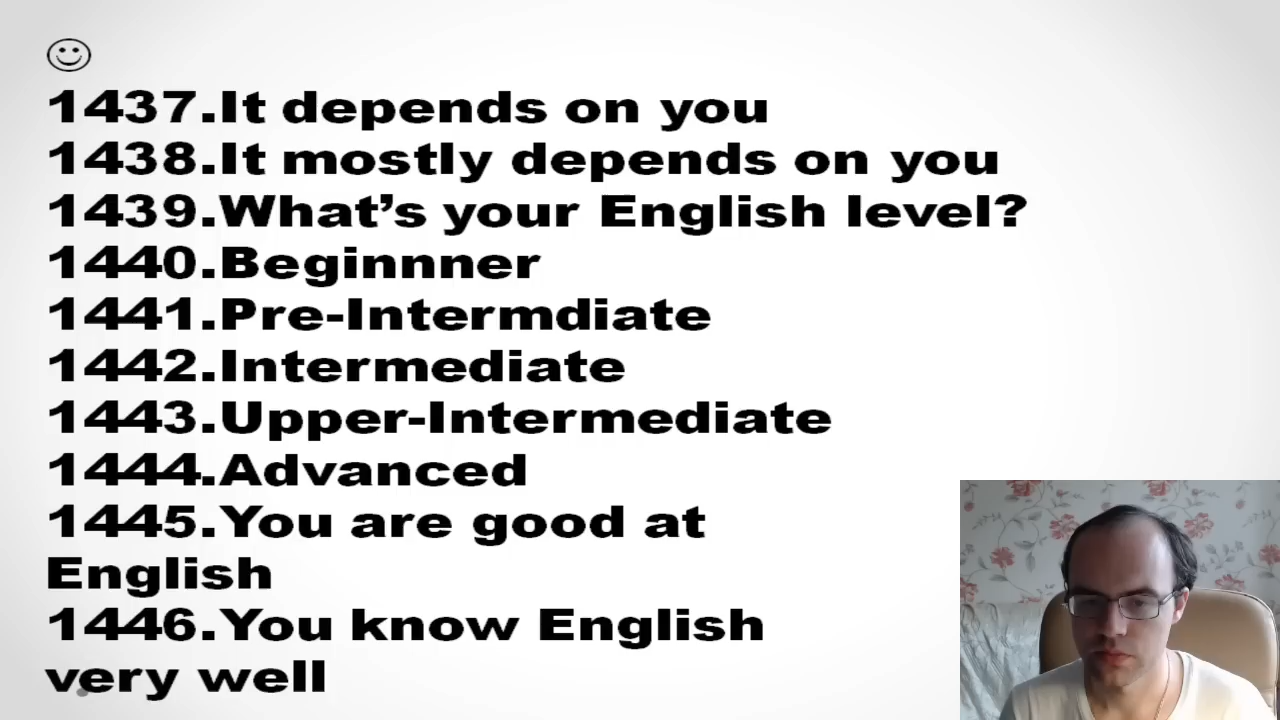 1437.It depends on you
1438.It mostly depends on you
1439.What’s your English level?
1440.Beginnner
1441.Pre-Intermdiate
1442.Intermediate
1443.Upper-Intermediate
1444.Advanced
1445.You are good at
English
1446.You know English
very well